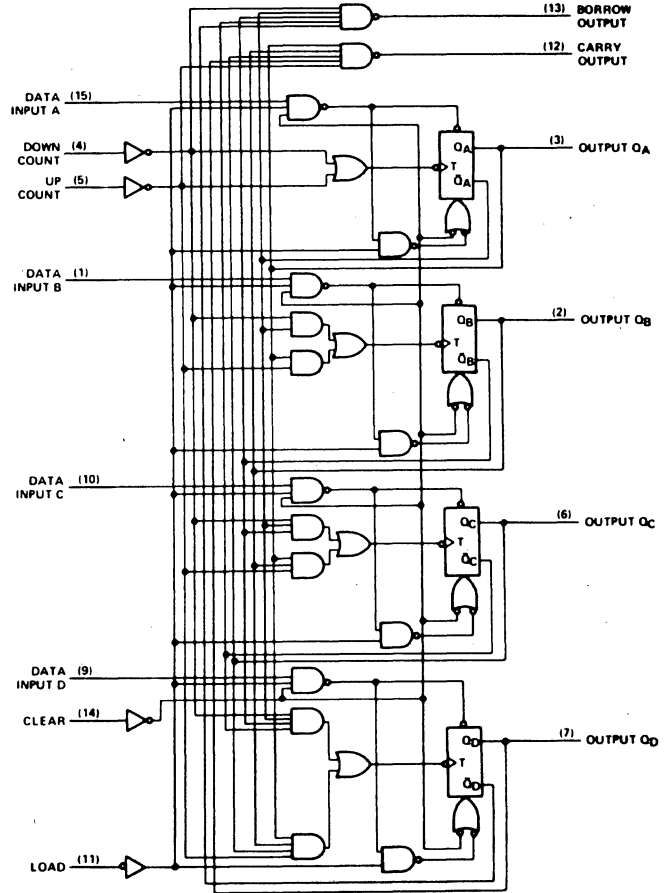 (13) BORROW
OUTPUT
(12) CARRY
OUTPUT
DATA (15)
INPUT A
DOWN (4)
COUNT
UP (5)
COUNT
QA
T
Q̅A
(3) OUTPUT QA
DATA (1)
INPUT B
QB
T
Q̅B
(2) OUTPUT QB
DATA (10)
INPUT C
QC
T
Q̅C
(6) OUTPUT QC
DATA (9)
INPUT D
CLEAR (14)
QD
T
Q̅D
(7) OUTPUT QD
LOAD (11)